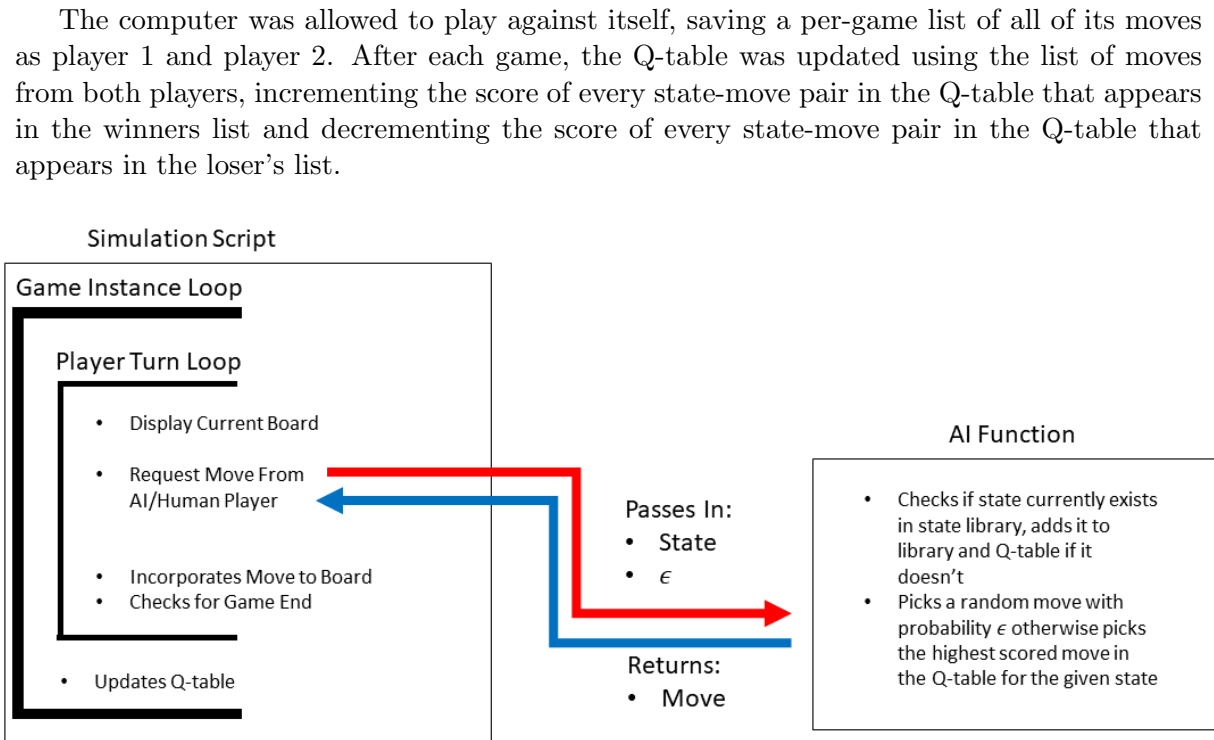 The computer was allowed to play against itself, saving a per-game list of all of its moves
as player 1 and player 2. After each game, the Q-table was updated using the list of moves
from both players, incrementing the score of every state-move pair in the Q-table that appears
in the winners list and decrementing the score of every state-move pair in the Q-table that
appears in the loser's list.
Simulation Script
Game Instance Loop
Player Turn Loop
• Display Current Board
• Request Move From
AI/Human Player
• Incorporates Move to Board
• Checks for Game End
• Updates Q-table
Passes In:
• State
• ϵ
Returns:
• Move
AI Function
• Checks if state currently exists
in state library, adds it to
library and Q-table if it
doesn't
• Picks a random move with
probability ϵ otherwise picks
the highest scored move in
the Q-table for the given state